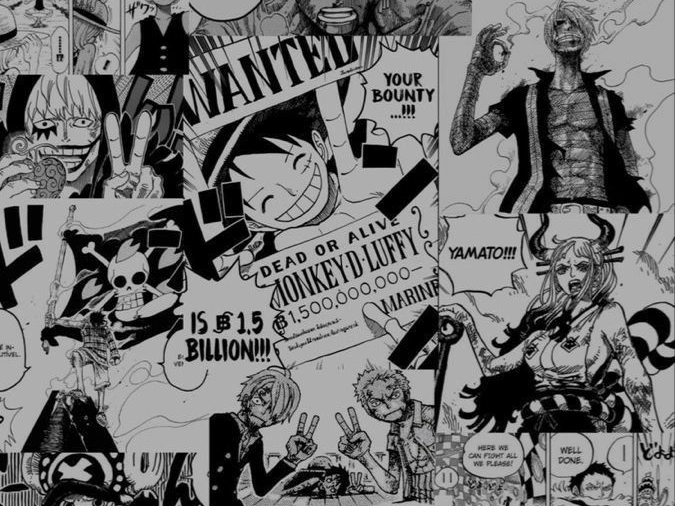 WANTED
YOUR
BOUNTY
!!!
......
DEAD OR ALIVE
MONKEY·D·LUFFY
฿1,500,000,000—
MARINE
IS ฿ 1.5
BILLION!!!
YAMATO!!!
HERE WE
CAN FIGHT ALL
WE PLEASE!
WELL
DONE.
!